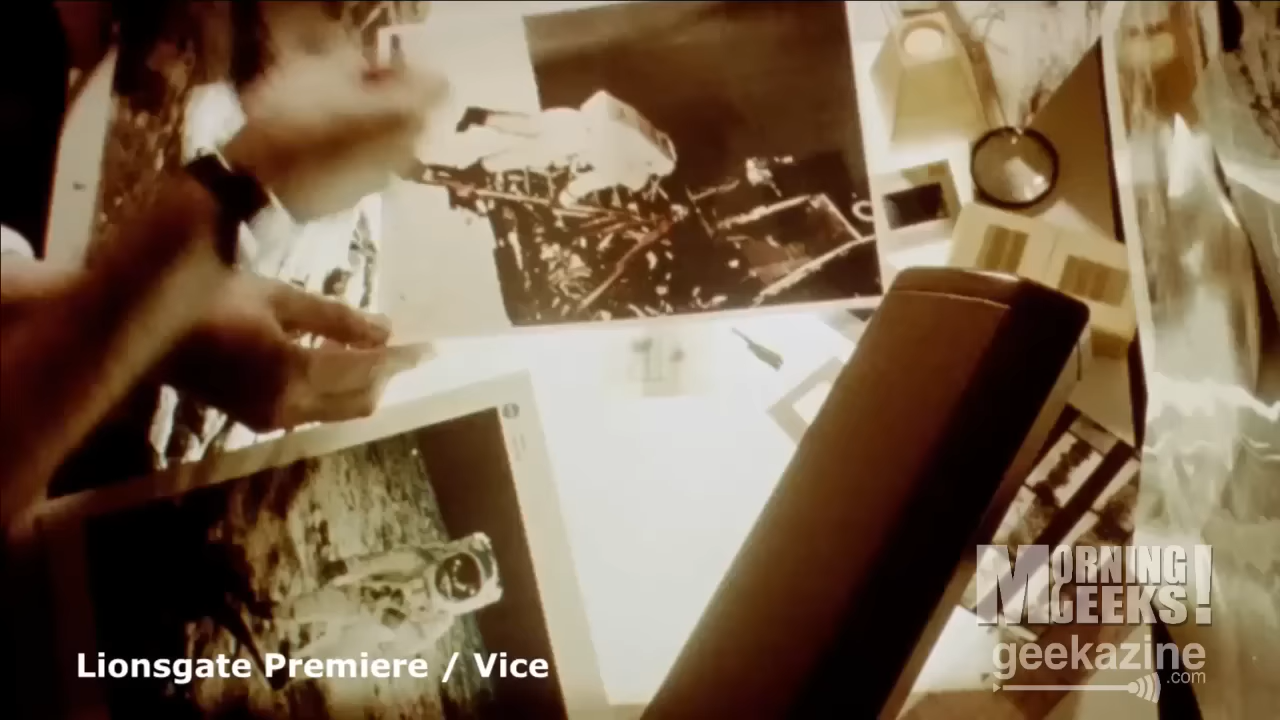 Lionsgate Premiere / Vice
MORNING
GEEKS!
geekazine
.com